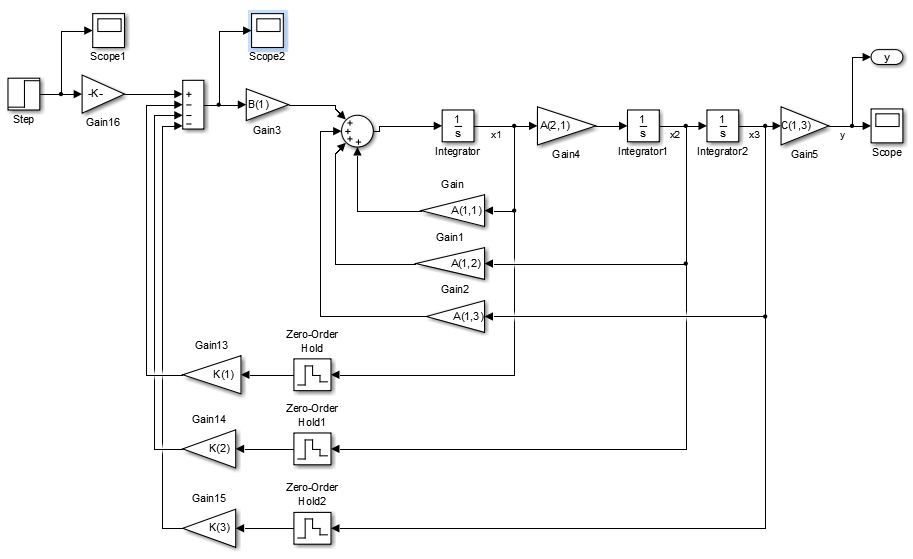 Scope1
Scope2
y
Step
-K-
Gain16
+
−
−
−
B(1)
Gain3
+
+
+
+
1
s
Integrator
x1
A(2,1)
Gain4
1
s
Integrator1
x2
1
s
Integrator2
x3
C(1,3)
Gain5
y
Scope
Gain
A(1,1)
Gain1
A(1,2)
Gain2
A(1,3)
Gain13
K(1)
Zero-Order
Hold
Gain14
K(2)
Zero-Order
Hold1
Gain15
K(3)
Zero-Order
Hold2